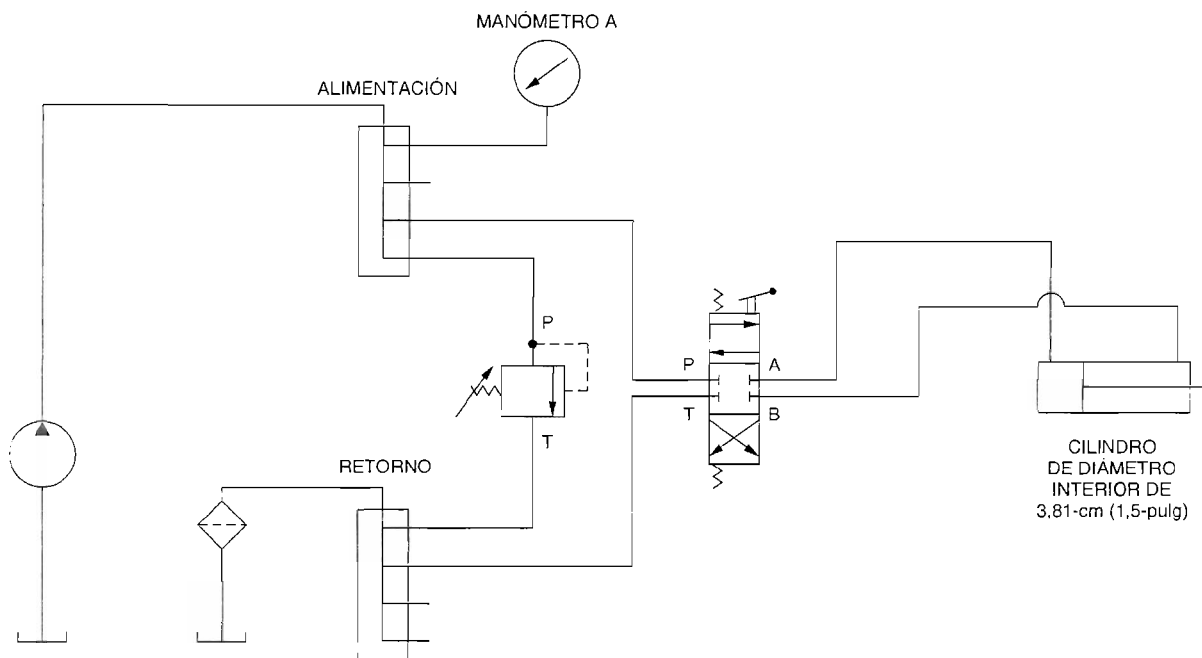 MANÓMETRO A
ALIMENTACIÓN
P
T
P
A
T
B
RETORNO
CILINDRO
DE DIÁMETRO
INTERIOR DE
3,81-cm (1,5-pulg)